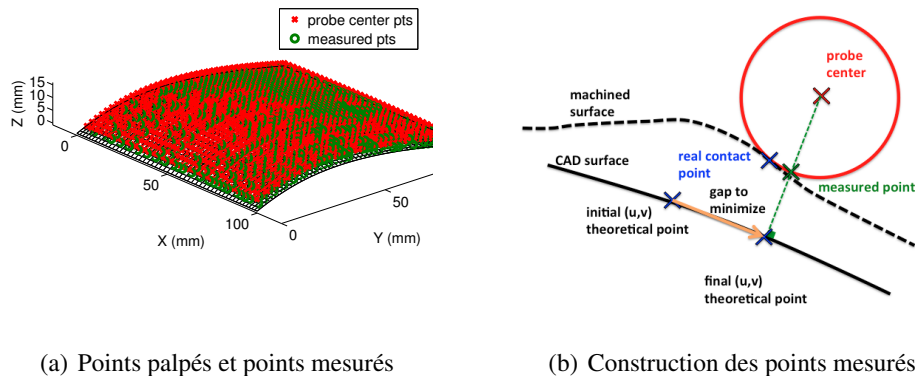 probe center pts
measured pts
15
10
5
0
Z (mm)
0
50
100
X (mm)
0
50
Y (mm)
(a) Points palpés et points mesurés
probe
center
machined
surface
CAD surface
real contact
point
measured point
gap to
minimize
initial (u,v)
theoretical point
final (u,v)
theoretical point
(b) Construction des points mesurés